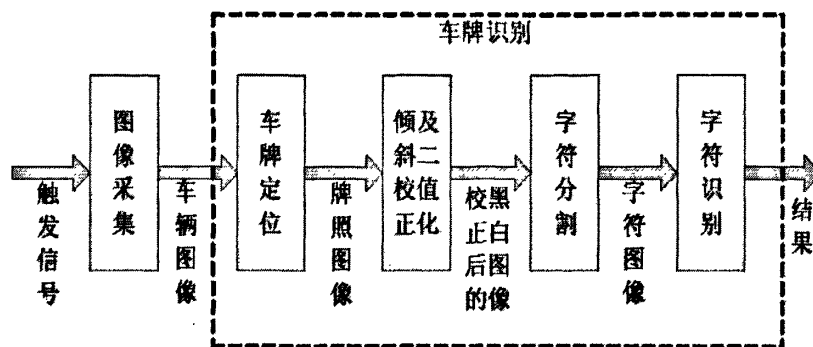 车牌识别
触发信号
图像采集
车辆图像
车牌定位
牌照图像
倾斜校正
及二值化
校正后的
黑白图像
字符分割
字符图像
字符识别
结果